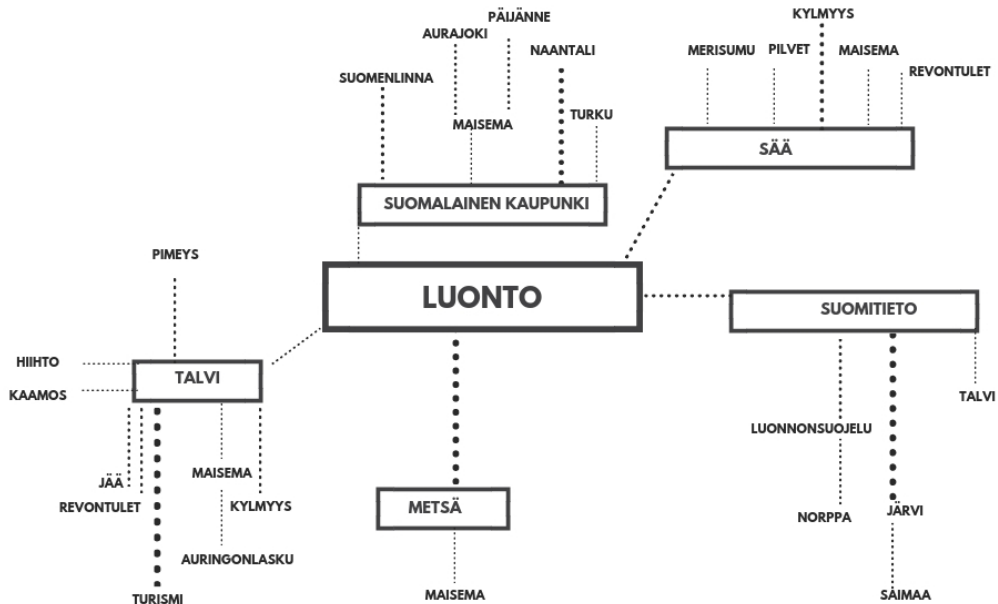 KYLMYYS
PÄIJÄNNE
AURAJOKI
NAANTALI
MERISUMU
PILVET
MAISEMA
REVONTULET
SUOMENLINNA
MAISEMA
TURKU
SÄÄ
SUOMALAINEN KAUPUNKI
PIMEYS
LUONTO
SUOMITIETO
HIIHTO
TALVI
KAAMOS
TALVI
LUONNONSUOJELU
MAISEMA
JÄÄ
REVONTULET
KYLMYYS
METSÄ
NORPPA
JÄRVI
AURINGONLASKU
TURISMI
MAISEMA
SAIMAA